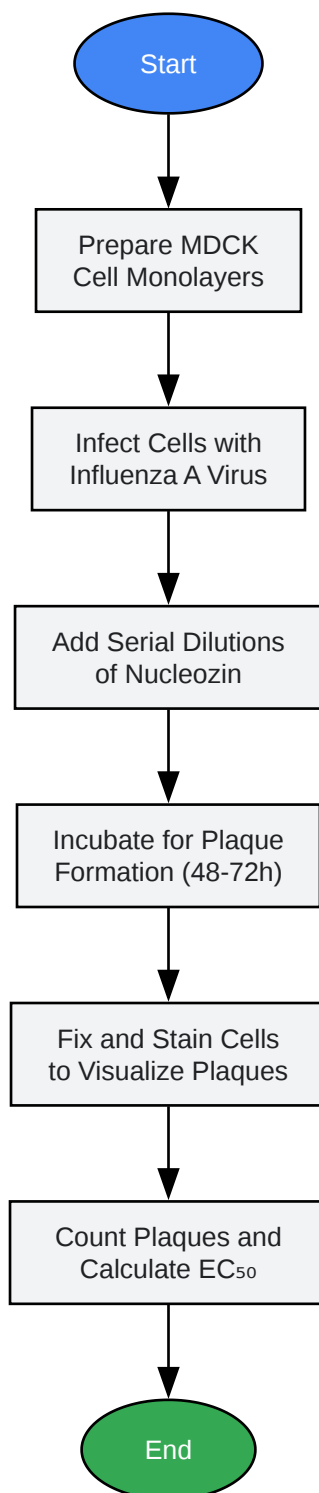 Start
Prepare MDCK
Cell Monolayers
Infect Cells with
Influenza A Virus
Add Serial Dilutions
of Nucleozin
Incubate for Plaque
Formation (48-72h)
Fix and Stain Cells
to Visualize Plaques
Count Plaques and
Calculate EC₅₀
End